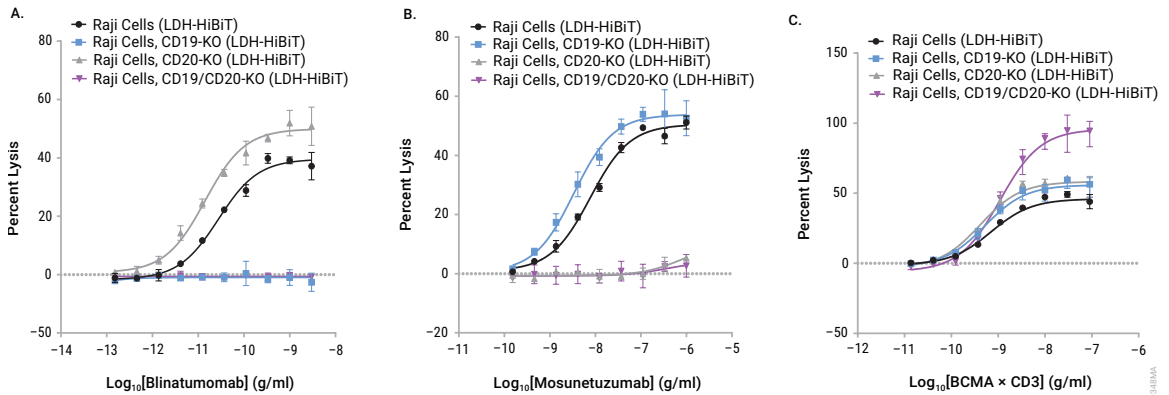 A.
Raji Cells (LDH-HiBiT)
Raji Cells, CD19-KO (LDH-HiBiT)
Raji Cells, CD20-KO (LDH-HiBiT)
Raji Cells, CD19/CD20-KO (LDH-HiBiT)
Percent Lysis
80
60
40
20
0
−50
−14 −13 −12 −11 −10 −9 −8
Log₁₀[Blinatumomab] (g/ml)
B.
Raji Cells (LDH-HiBiT)
Raji Cells, CD19-KO (LDH-HiBiT)
Raji Cells, CD20-KO (LDH-HiBiT)
Raji Cells, CD19/CD20-KO (LDH-HiBiT)
Percent Lysis
80
60
40
20
0
−20
−11 −10 −9 −8 −7 −6 −5
Log₁₀[Mosunetuzumab] (g/ml)
C.
Raji Cells (LDH-HiBiT)
Raji Cells, CD19-KO (LDH-HiBiT)
Raji Cells, CD20-KO (LDH-HiBiT)
Raji Cells, CD19/CD20-KO (LDH-HiBiT)
Percent Lysis
150
100
50
0
−50
−12 −11 −10 −9 −8 −7 −6
Log₁₀[BCMA × CD3] (g/ml)
348MA